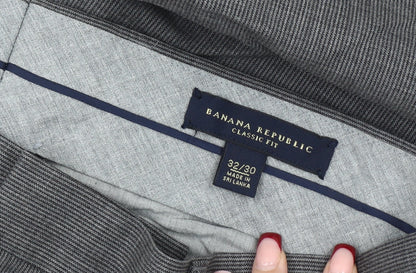 BANANA REPUBLIC
CLASSIC FIT
32/30
MADE IN
SRI LANKA